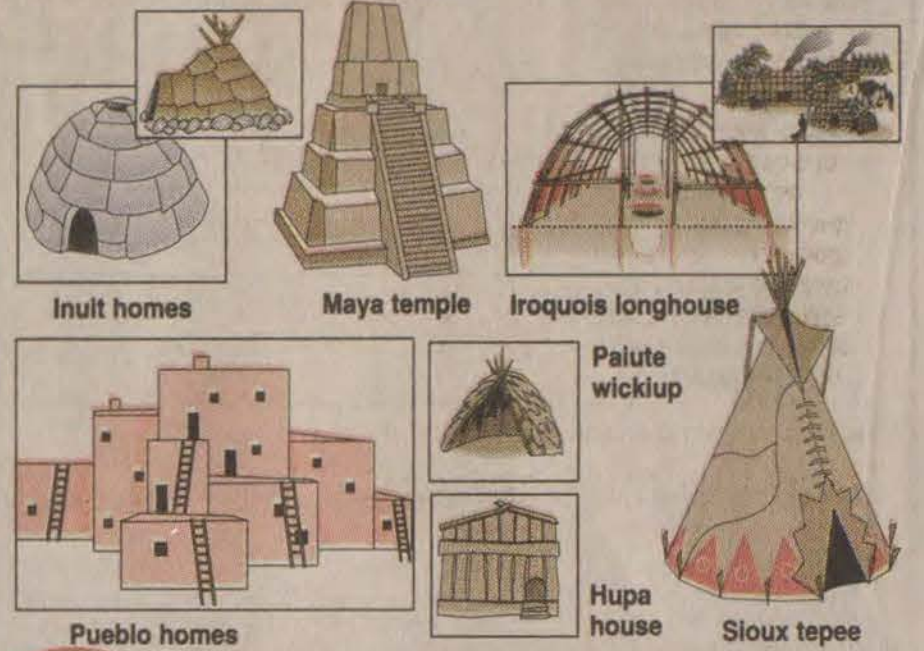 Inuit homes
Maya temple
Iroquois longhouse
Paiute
wickiup
Pueblo homes
Hupa
house
Sioux tepee